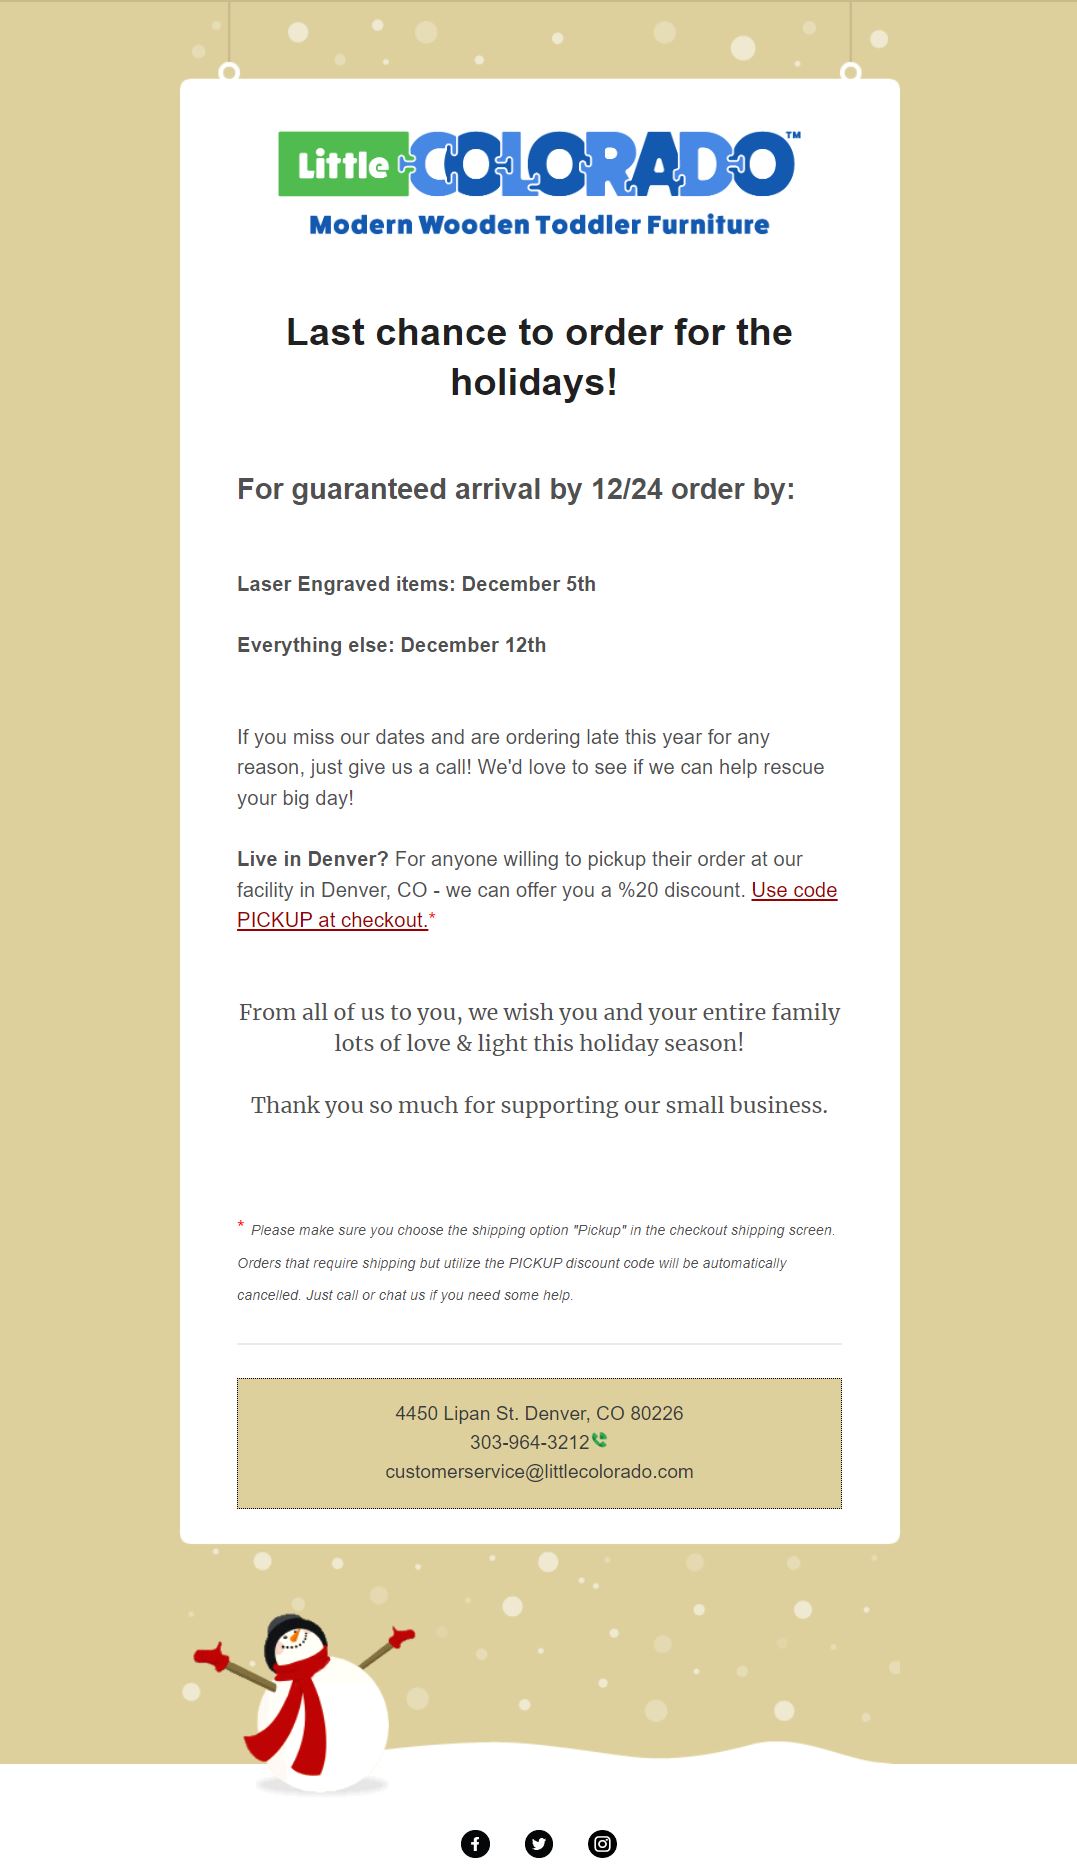 Little COLORADO™
Modern Wooden Toddler Furniture
Last chance to order for the
holidays!
For guaranteed arrival by 12/24 order by:
Laser Engraved items: December 5th
Everything else: December 12th
If you miss our dates and are ordering late this year for any
reason, just give us a call! We'd love to see if we can help rescue
your big day!
Live in Denver? For anyone willing to pickup their order at our
facility in Denver, CO - we can offer you a %20 discount. Use code
PICKUP at checkout.*
From all of us to you, we wish you and your entire family
lots of love & light this holiday season!
Thank you so much for supporting our small business.
* Please make sure you choose the shipping option "Pickup" in the checkout shipping screen.
Orders that require shipping but utilize the PICKUP discount code will be automatically
cancelled. Just call or chat us if you need some help.
4450 Lipan St. Denver, CO 80226
303-964-3212
customerservice@littlecolorado.com